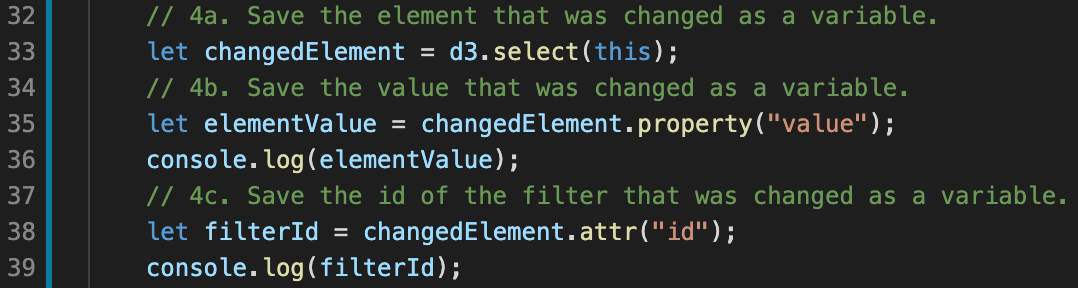 32 // 4a. Save the element that was changed as a variable.
33 let changedElement = d3.select(this);
34 // 4b. Save the value that was changed as a variable.
35 let elementValue = changedElement.property("value");
36 console.log(elementValue);
37 // 4c. Save the id of the filter that was changed as a variable.
38 let filterId = changedElement.attr("id");
39 console.log(filterId);